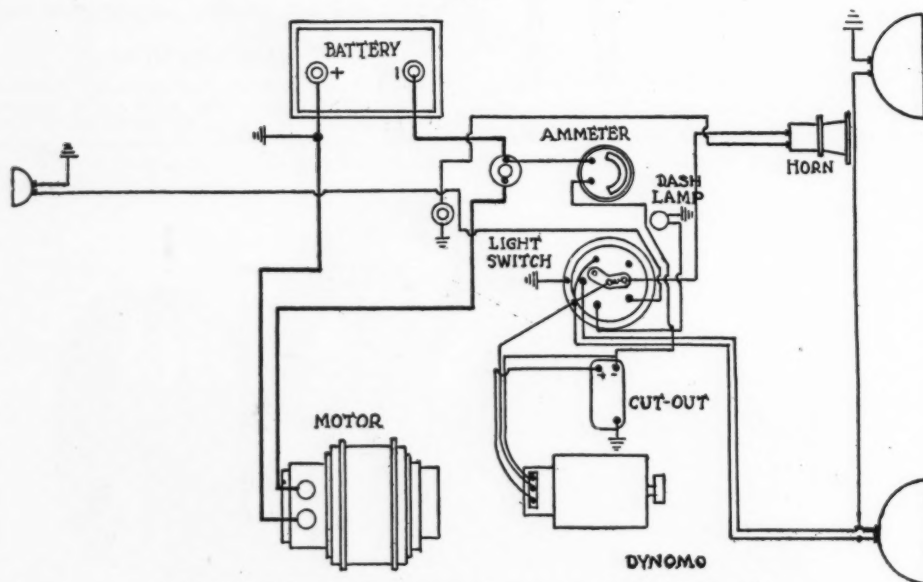 BATTERY
+
AMMETER
HORN
DASH
LAMP
LIGHT
SWITCH
+ -
CUT-OUT
MOTOR
DYNOMO